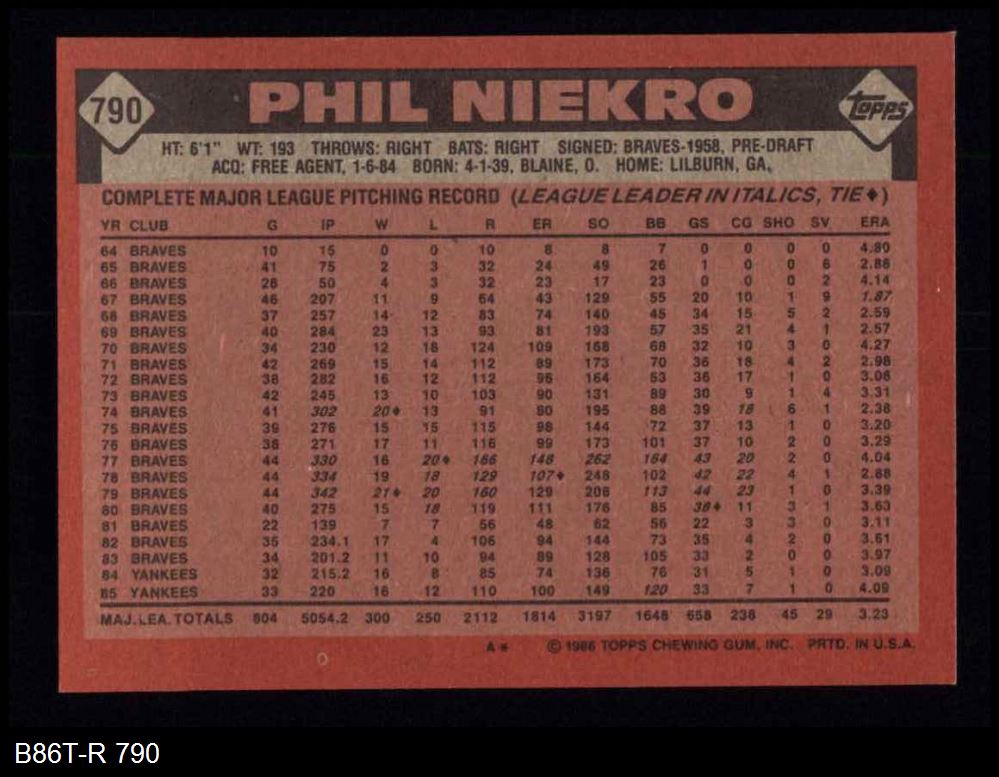 790
PHIL NIEKRO
Topps
HT: 6'1" WT: 193 THROWS: RIGHT BATS: RIGHT SIGNED: BRAVES-1958, PRE-DRAFT
ACQ: FREE AGENT, 1-6-84 BORN: 4-1-39, BLAINE, O. HOME: LILBURN, GA.
COMPLETE MAJOR LEAGUE PITCHING RECORD (LEAGUE LEADER IN ITALICS, TIE♦)
YR CLUB G IP W L R ER SO BB GS CG SHO SV ERA
64 BRAVES 10 15 0 0 10 8 8 7 0 0 0 0 4.80
65 BRAVES 41 75 2 3 32 24 49 26 1 0 0 6 2.88
66 BRAVES 28 50 4 3 32 23 17 23 0 0 0 2 4.14
67 BRAVES 46 207 11 9 64 43 129 55 20 10 1 9 1.87
68 BRAVES 37 257 14 12 83 74 140 45 34 15 5 2 2.59
69 BRAVES 40 284 23 13 93 81 193 57 35 21 4 1 2.57
70 BRAVES 34 230 12 18 124 109 168 68 32 10 3 0 4.27
71 BRAVES 42 269 15 14 112 89 173 70 36 18 4 2 2.98
72 BRAVES 38 282 16 12 112 96 164 53 36 17 1 0 3.06
73 BRAVES 42 245 13 10 103 90 131 89 30 9 1 4 3.31
74 BRAVES 41 302 20♦ 13 91 80 195 88 39 18 6 1 2.38
75 BRAVES 39 276 15 15 115 98 144 72 37 13 1 0 3.20
76 BRAVES 38 271 17 11 116 99 173 101 37 10 2 0 3.29
77 BRAVES 44 330 16 20♦ 166 148 262 164 43 20 2 0 4.04
78 BRAVES 44 334 19 18 129 107♦ 248 102 42 22 4 1 2.88
79 BRAVES 44 342 21♦ 20 160 129 208 113 44 23 1 0 3.39
80 BRAVES 40 275 15 18 119 111 176 85 38♦ 11 3 1 3.63
81 BRAVES 22 139 7 7 56 48 62 56 22 3 3 0 3.11
82 BRAVES 35 234.1 17 4 106 94 144 73 35 4 2 0 3.61
83 BRAVES 34 201.2 11 10 94 89 128 105 33 2 0 0 3.97
84 YANKEES 32 215.2 16 8 85 74 136 76 31 5 1 0 3.09
85 YANKEES 33 220 16 12 110 100 149 120 33 7 1 0 4.09
MAJ. LEA. TOTALS 804 5054.2 300 250 2112 1814 3197 1648 658 238 45 29 3.23
A* © 1986 TOPPS CHEWING GUM, INC. PRTD. IN U.S.A.
B86T-R 790